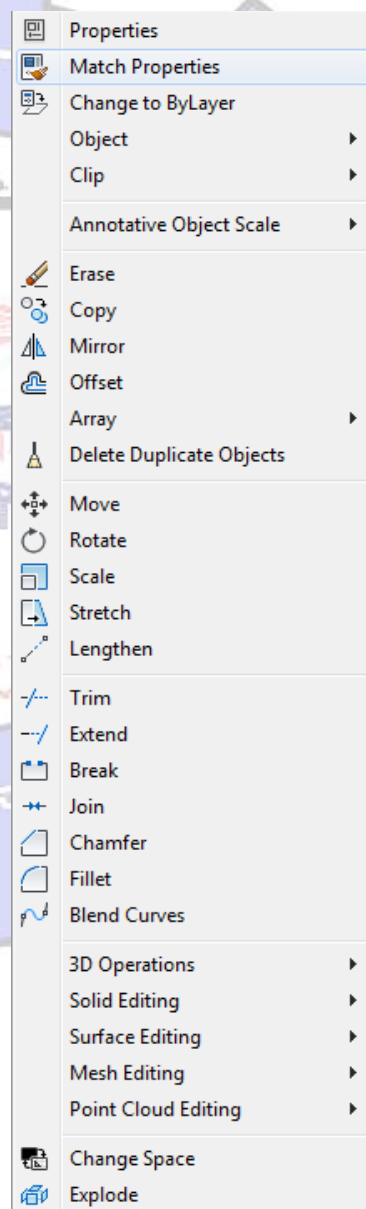 Properties
Match Properties
Change to ByLayer
Object
Clip
Annotative Object Scale
Erase
Copy
Mirror
Offset
Array
Delete Duplicate Objects
Move
Rotate
Scale
Stretch
Lengthen
Trim
Extend
Break
Join
Chamfer
Fillet
Blend Curves
3D Operations
Solid Editing
Surface Editing
Mesh Editing
Point Cloud Editing
Change Space
Explode